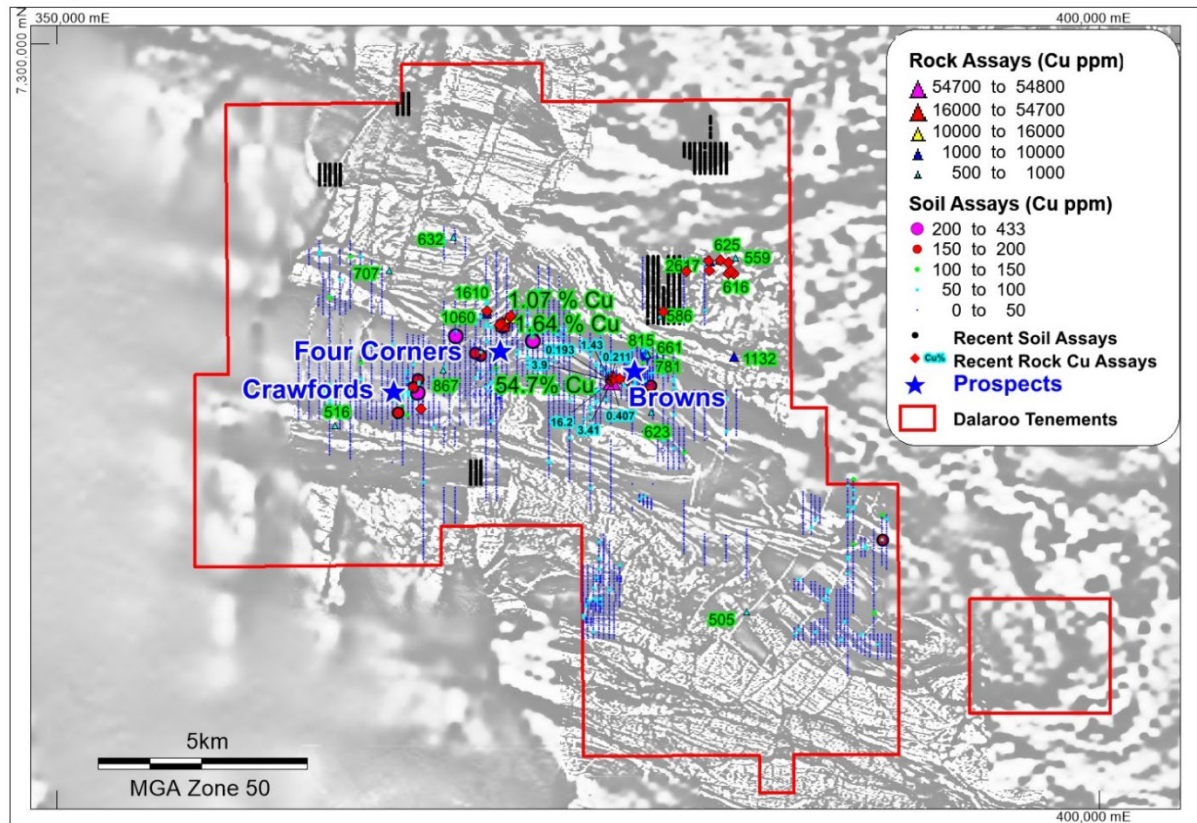 350,000 mE
400,000 mE
7,300,000 mN
Rock Assays (Cu ppm)
54700 to 54800
16000 to 54700
10000 to 16000
1000 to 10000
500 to 1000
Soil Assays (Cu ppm)
200 to 433
150 to 200
100 to 150
50 to 100
0 to 50
Recent Soil Assays
Cu% Recent Rock Cu Assays
Prospects
Dalaroo Tenements
632
625
559
2617
707
616
1610
1.07 % Cu
586
1060
1.64 % Cu
815
661
1.43
0.193
0.211
Four Corners
1132
3.9
781
867
54.7% Cu
Crawfords
Browns
516
0.407
16.2
3.41
623
505
5km
MGA Zone 50
400,000 mE